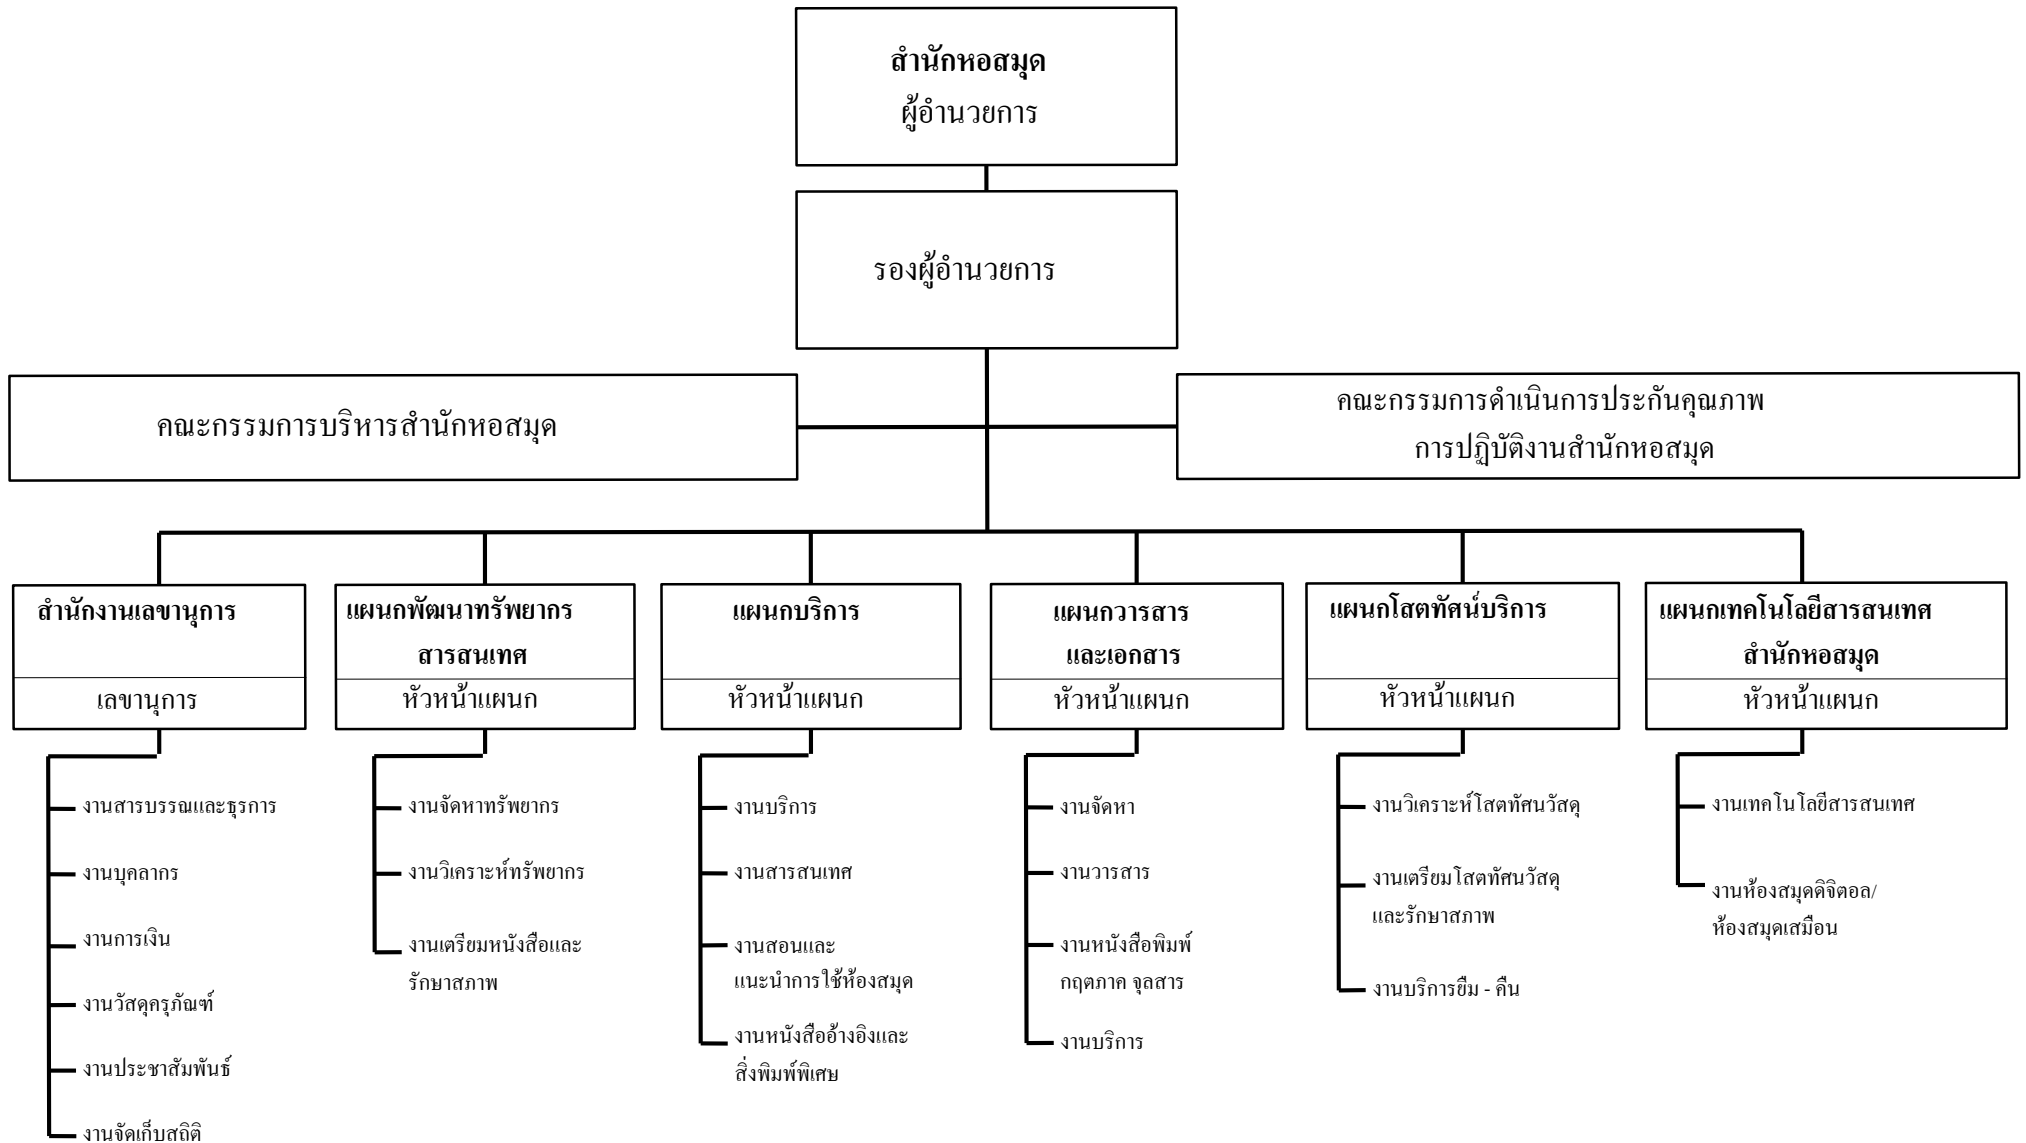 สำนักหอสมุด
ผู้อำนวยการ
รองผู้อำนวยการ
คณะกรรมการบริหารสำนักหอสมุด
คณะกรรมการดำเนินการประกันคุณภาพ
การปฏิบัติงานสำนักหอสมุด
สำนักงานเลขานุการ
เลขานุการ
งานสารบรรณและธุรการ
งานบุคลากร
งานการเงิน
งานวัสดุครุภัณฑ์
งานประชาสัมพันธ์
งานจัดเก็บสถิติ
แผนกพัฒนาทรัพยากร
สารสนเทศ
หัวหน้าแผนก
งานจัดหาทรัพยากร
งานวิเคราะห์ทรัพยากร
งานเตรียมหนังสือและ
รักษาสภาพ
แผนกบริการ
หัวหน้าแผนก
งานบริการ
งานสารสนเทศ
งานสอนและ
แนะนำการใช้ห้องสมุด
งานหนังสืออ้างอิงและ
สิ่งพิมพ์พิเศษ
แผนกวารสาร
และเอกสาร
หัวหน้าแผนก
งานจัดหา
งานวารสาร
งานหนังสือพิมพ์
กฤตภาค จุลสาร
งานบริการ
แผนกโสตทัศน์บริการ
หัวหน้าแผนก
งานวิเคราะห์โสตทัศนวัสดุ
งานเตรียมโสตทัศนวัสดุ
และรักษาสภาพ
งานบริการยืม - คืน
แผนกเทคโนโลยีสารสนเทศ
สำนักหอสมุด
หัวหน้าแผนก
งานเทคโนโลยีสารสนเทศ
งานห้องสมุดดิจิตอล/
ห้องสมุดเสมือน